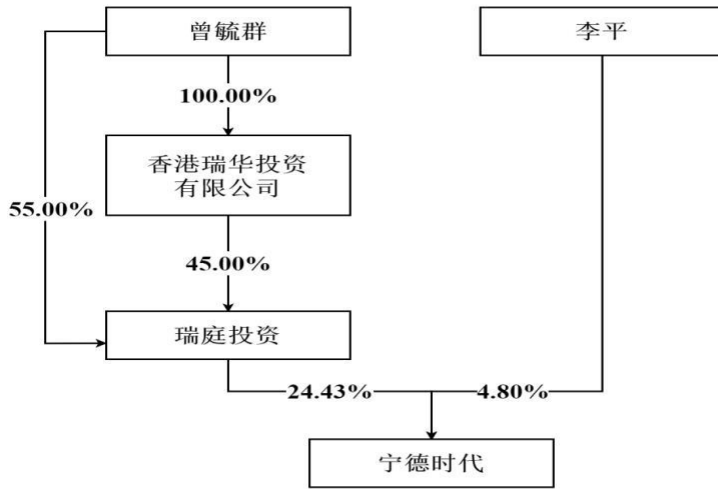 曾毓群
李平
100.00%
香港瑞华投资
有限公司
55.00%
45.00%
瑞庭投资
24.43%
4.80%
宁德时代